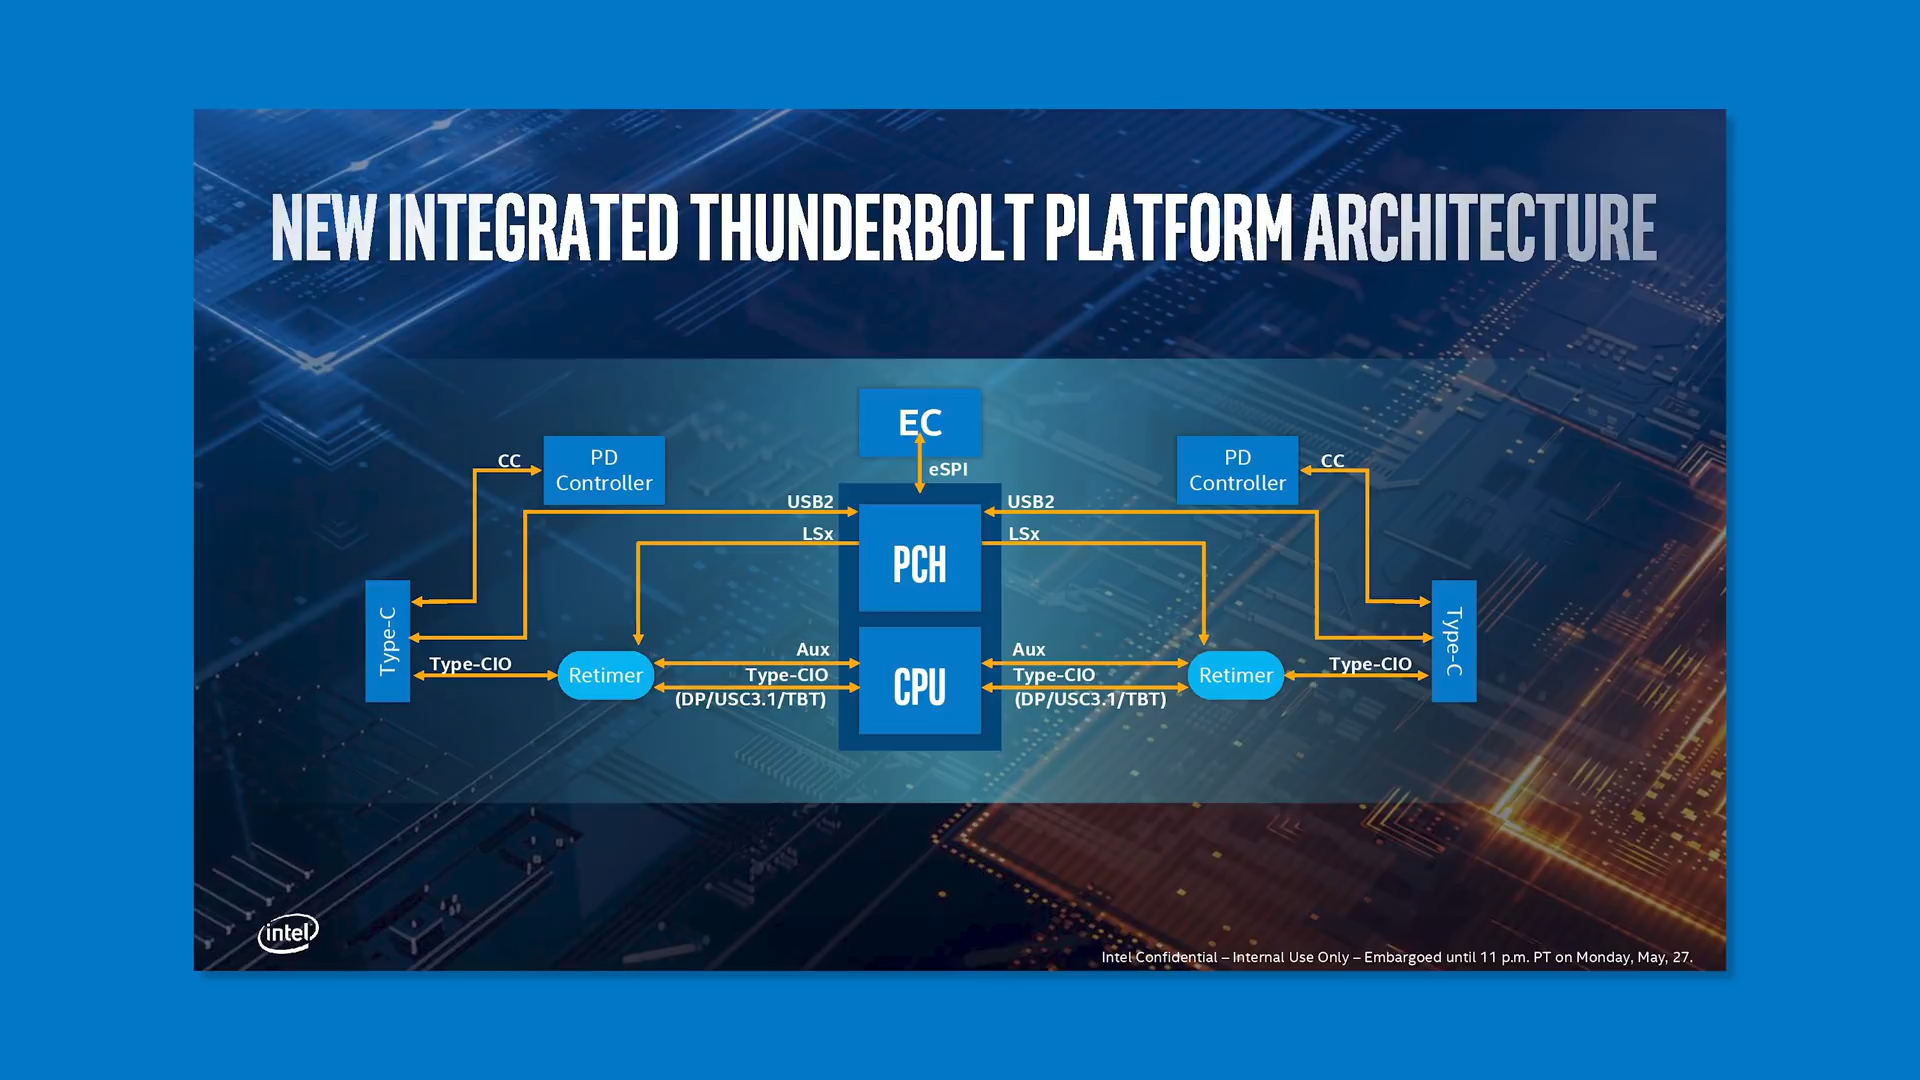 NEW INTEGRATED THUNDERBOLT PLATFORM ARCHITECTURE
EC
eSPI
PD
Controller
CC
PD
Controller
CC
USB2
USB2
LSx
LSx
PCH
Type-C
Type-CIO
Retimer
Aux
Type-CIO
(DP/USC3.1/TBT)
CPU
Aux
Type-CIO
(DP/USC3.1/TBT)
Retimer
Type-CIO
Type-C
intel
Intel Confidential – Internal Use Only – Embargoed until 11 p.m. PT on Monday, May, 27.